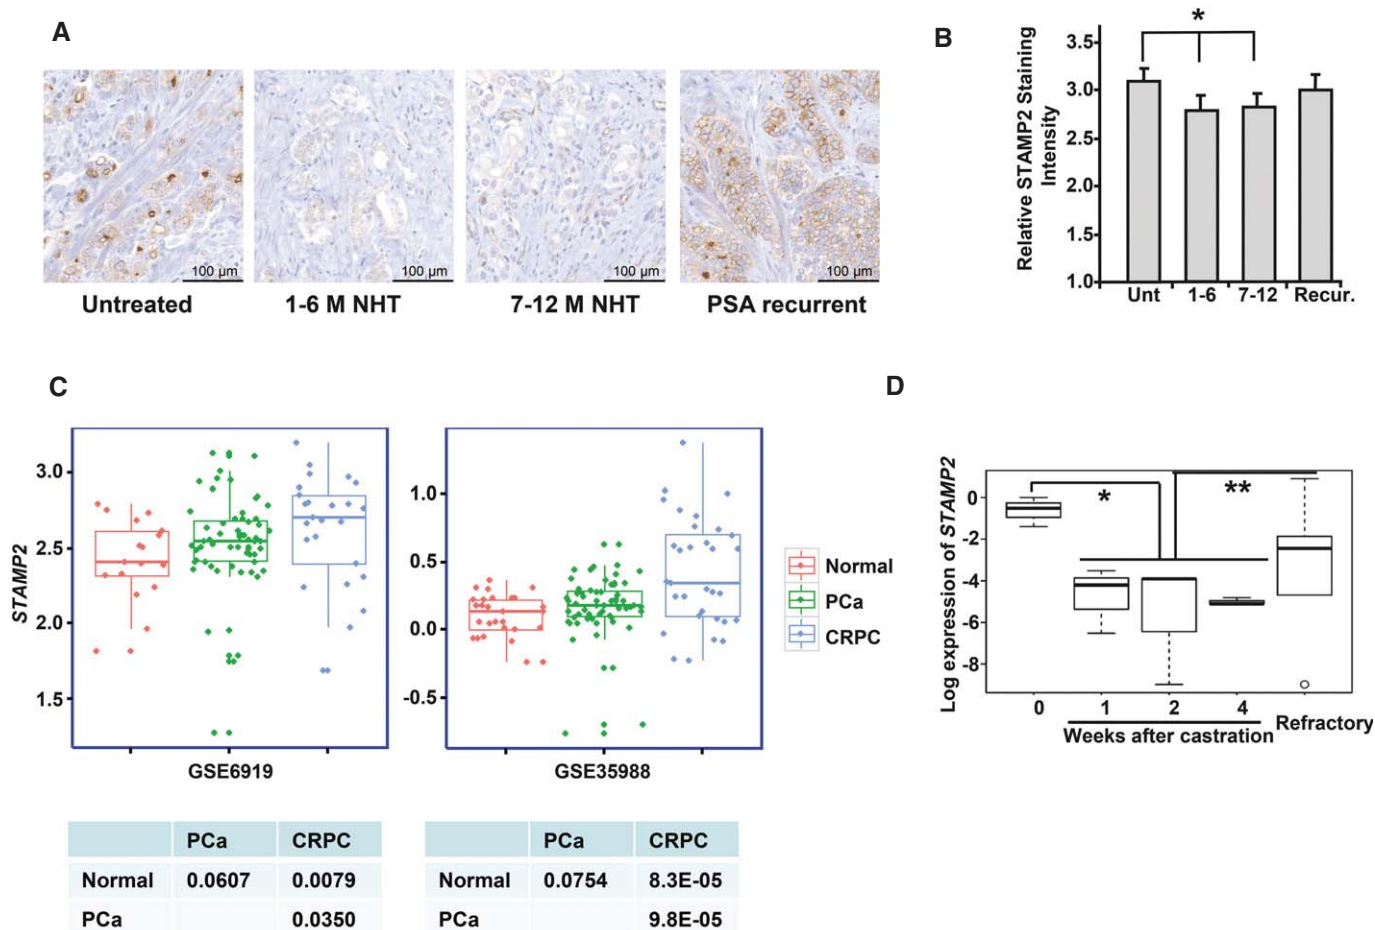 A
100 µm
100 µm
100 µm
100 µm
Untreated
1-6 M NHT
7-12 M NHT
PSA recurrent
B
*
Relative STAMP2 Staining
Intensity
3.5
3.0
2.5
2.0
1.5
1.0
Unt
1-6
7-12
Recur.
C
STAMP2
3.0
2.5
2.0
1.5
GSE6919
1.0
0.5
0.0
-0.5
GSE35988
Normal
PCa
CRPC
PCa CRPC
Normal 0.0607 0.0079
PCa 0.0350
PCa CRPC
Normal 0.0754 8.3E-05
PCa 9.8E-05
D
Log expression of STAMP2
0
-2
-4
-6
-8
*
**
0
1
2
4
Refractory
Weeks after castration